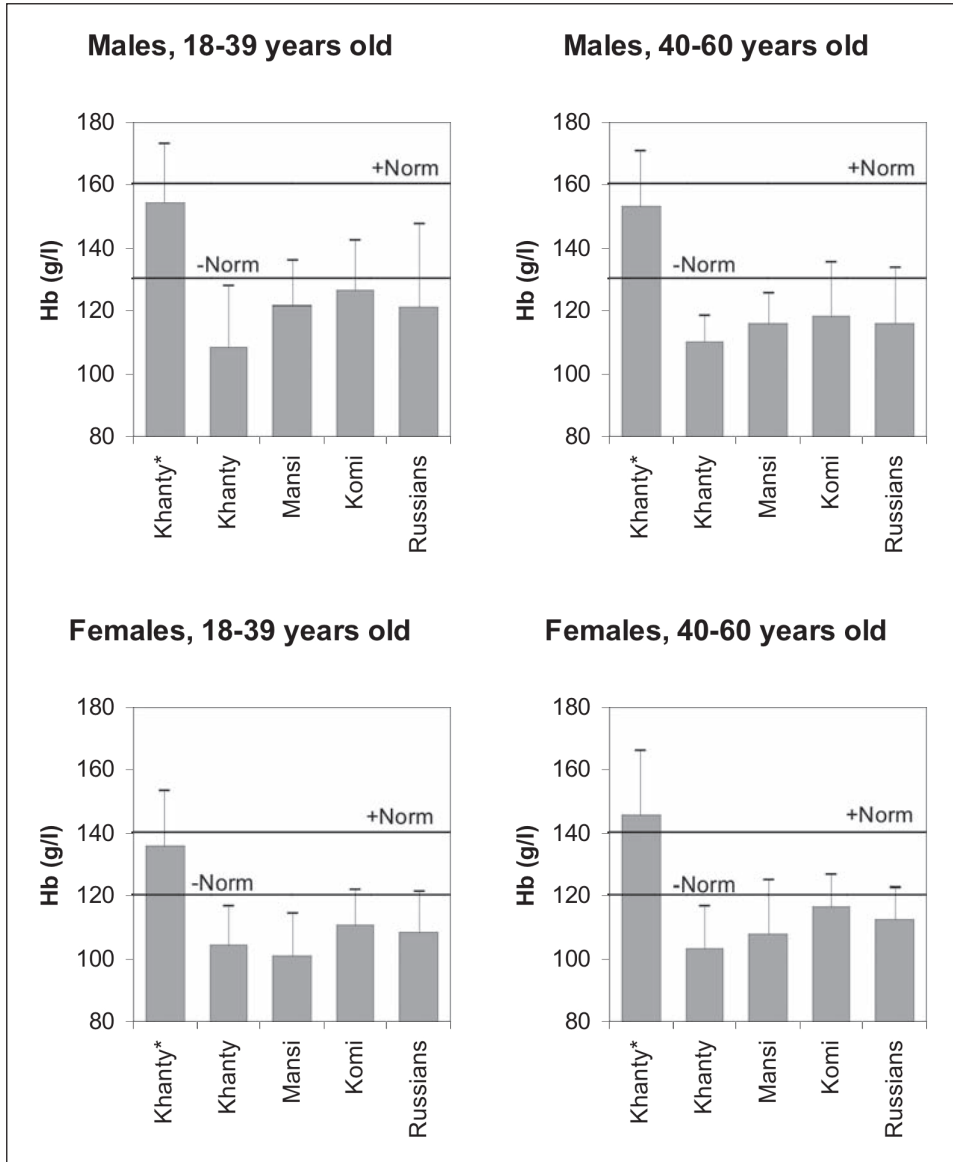 Males, 18-39 years old
180
160
140
120
100
80
Hb (g/l)
+Norm
-Norm
Khanty*
Khanty
Mansi
Komi
Russians
Males, 40-60 years old
180
160
140
120
100
80
Hb (g/l)
+Norm
-Norm
Khanty*
Khanty
Mansi
Komi
Russians
Females, 18-39 years old
180
160
140
120
100
80
Hb (g/l)
+Norm
-Norm
Khanty*
Khanty
Mansi
Komi
Russians
Females, 40-60 years old
180
160
140
120
100
80
Hb (g/l)
+Norm
-Norm
Khanty*
Khanty
Mansi
Komi
Russians